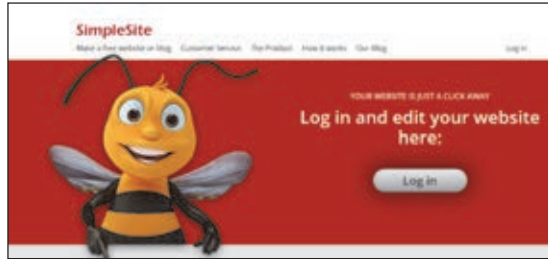 SimpleSite
Make a free website or blog Customer Service The Product How it works Our Blog Log in
YOUR WEBSITE IS JUST A CLICK AWAY
Log in and edit your website
here:
Log in